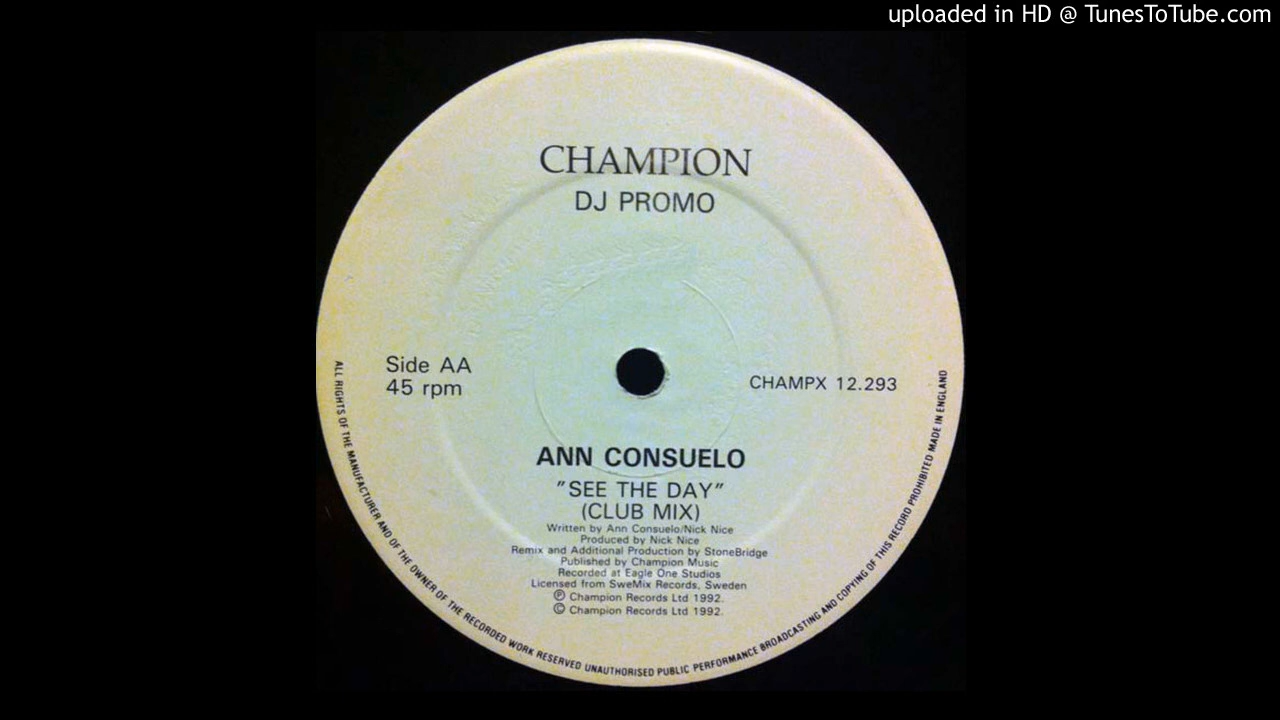 uploaded in HD @ TunesToTube.com
CHAMPION
DJ PROMO
Side AA
45 rpm
CHAMPX 12.293
ANN CONSUELO
"SEE THE DAY"
(CLUB MIX)
Written by Ann Consuelo/Nick Nice
Produced by Nick Nice
Remix and Additional Production by StoneBridge
Published by Champion Music
Recorded at Eagle One Studios
Licensed from SweMix Records, Sweden
Ⓟ Champion Records Ltd 1992.
© Champion Records Ltd 1992.
ALL RIGHTS OF THE MANUFACTURER AND OF THE OWNER OF THE RECORDED WORK RESERVED UNAUTHORISED PUBLIC PERFORMANCE BROADCASTING AND COPYING OF THIS RECORD PROHIBITED MADE IN ENGLAND